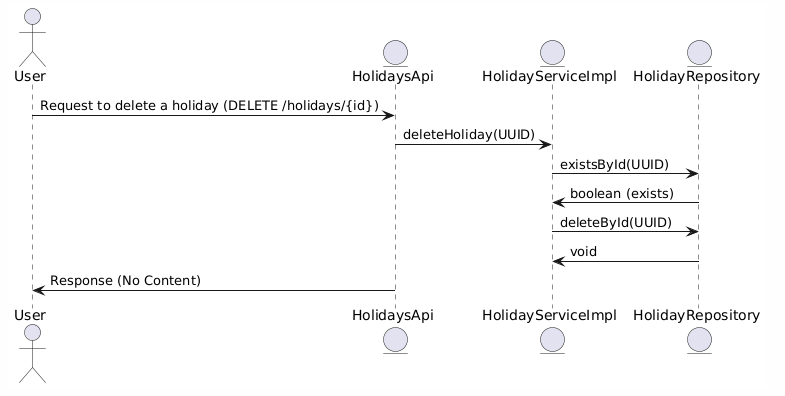 User
HolidaysApi
HolidayServiceImpl
HolidayRepository
Request to delete a holiday (DELETE /holidays/{id})
deleteHoliday(UUID)
existsById(UUID)
boolean (exists)
deleteById(UUID)
void
Response (No Content)
User
HolidaysApi
HolidayServiceImpl
HolidayRepository